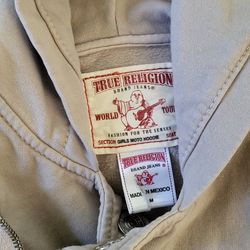 TRUE RELIGION
BRAND JEANS
WORLD TOUR
FASHION FOR THE SENSES
SECTION GIRLS MOTO HOODIE
SEAT
TRUE RELIGION
BRAND JEANS
MADE IN MEXICO
M